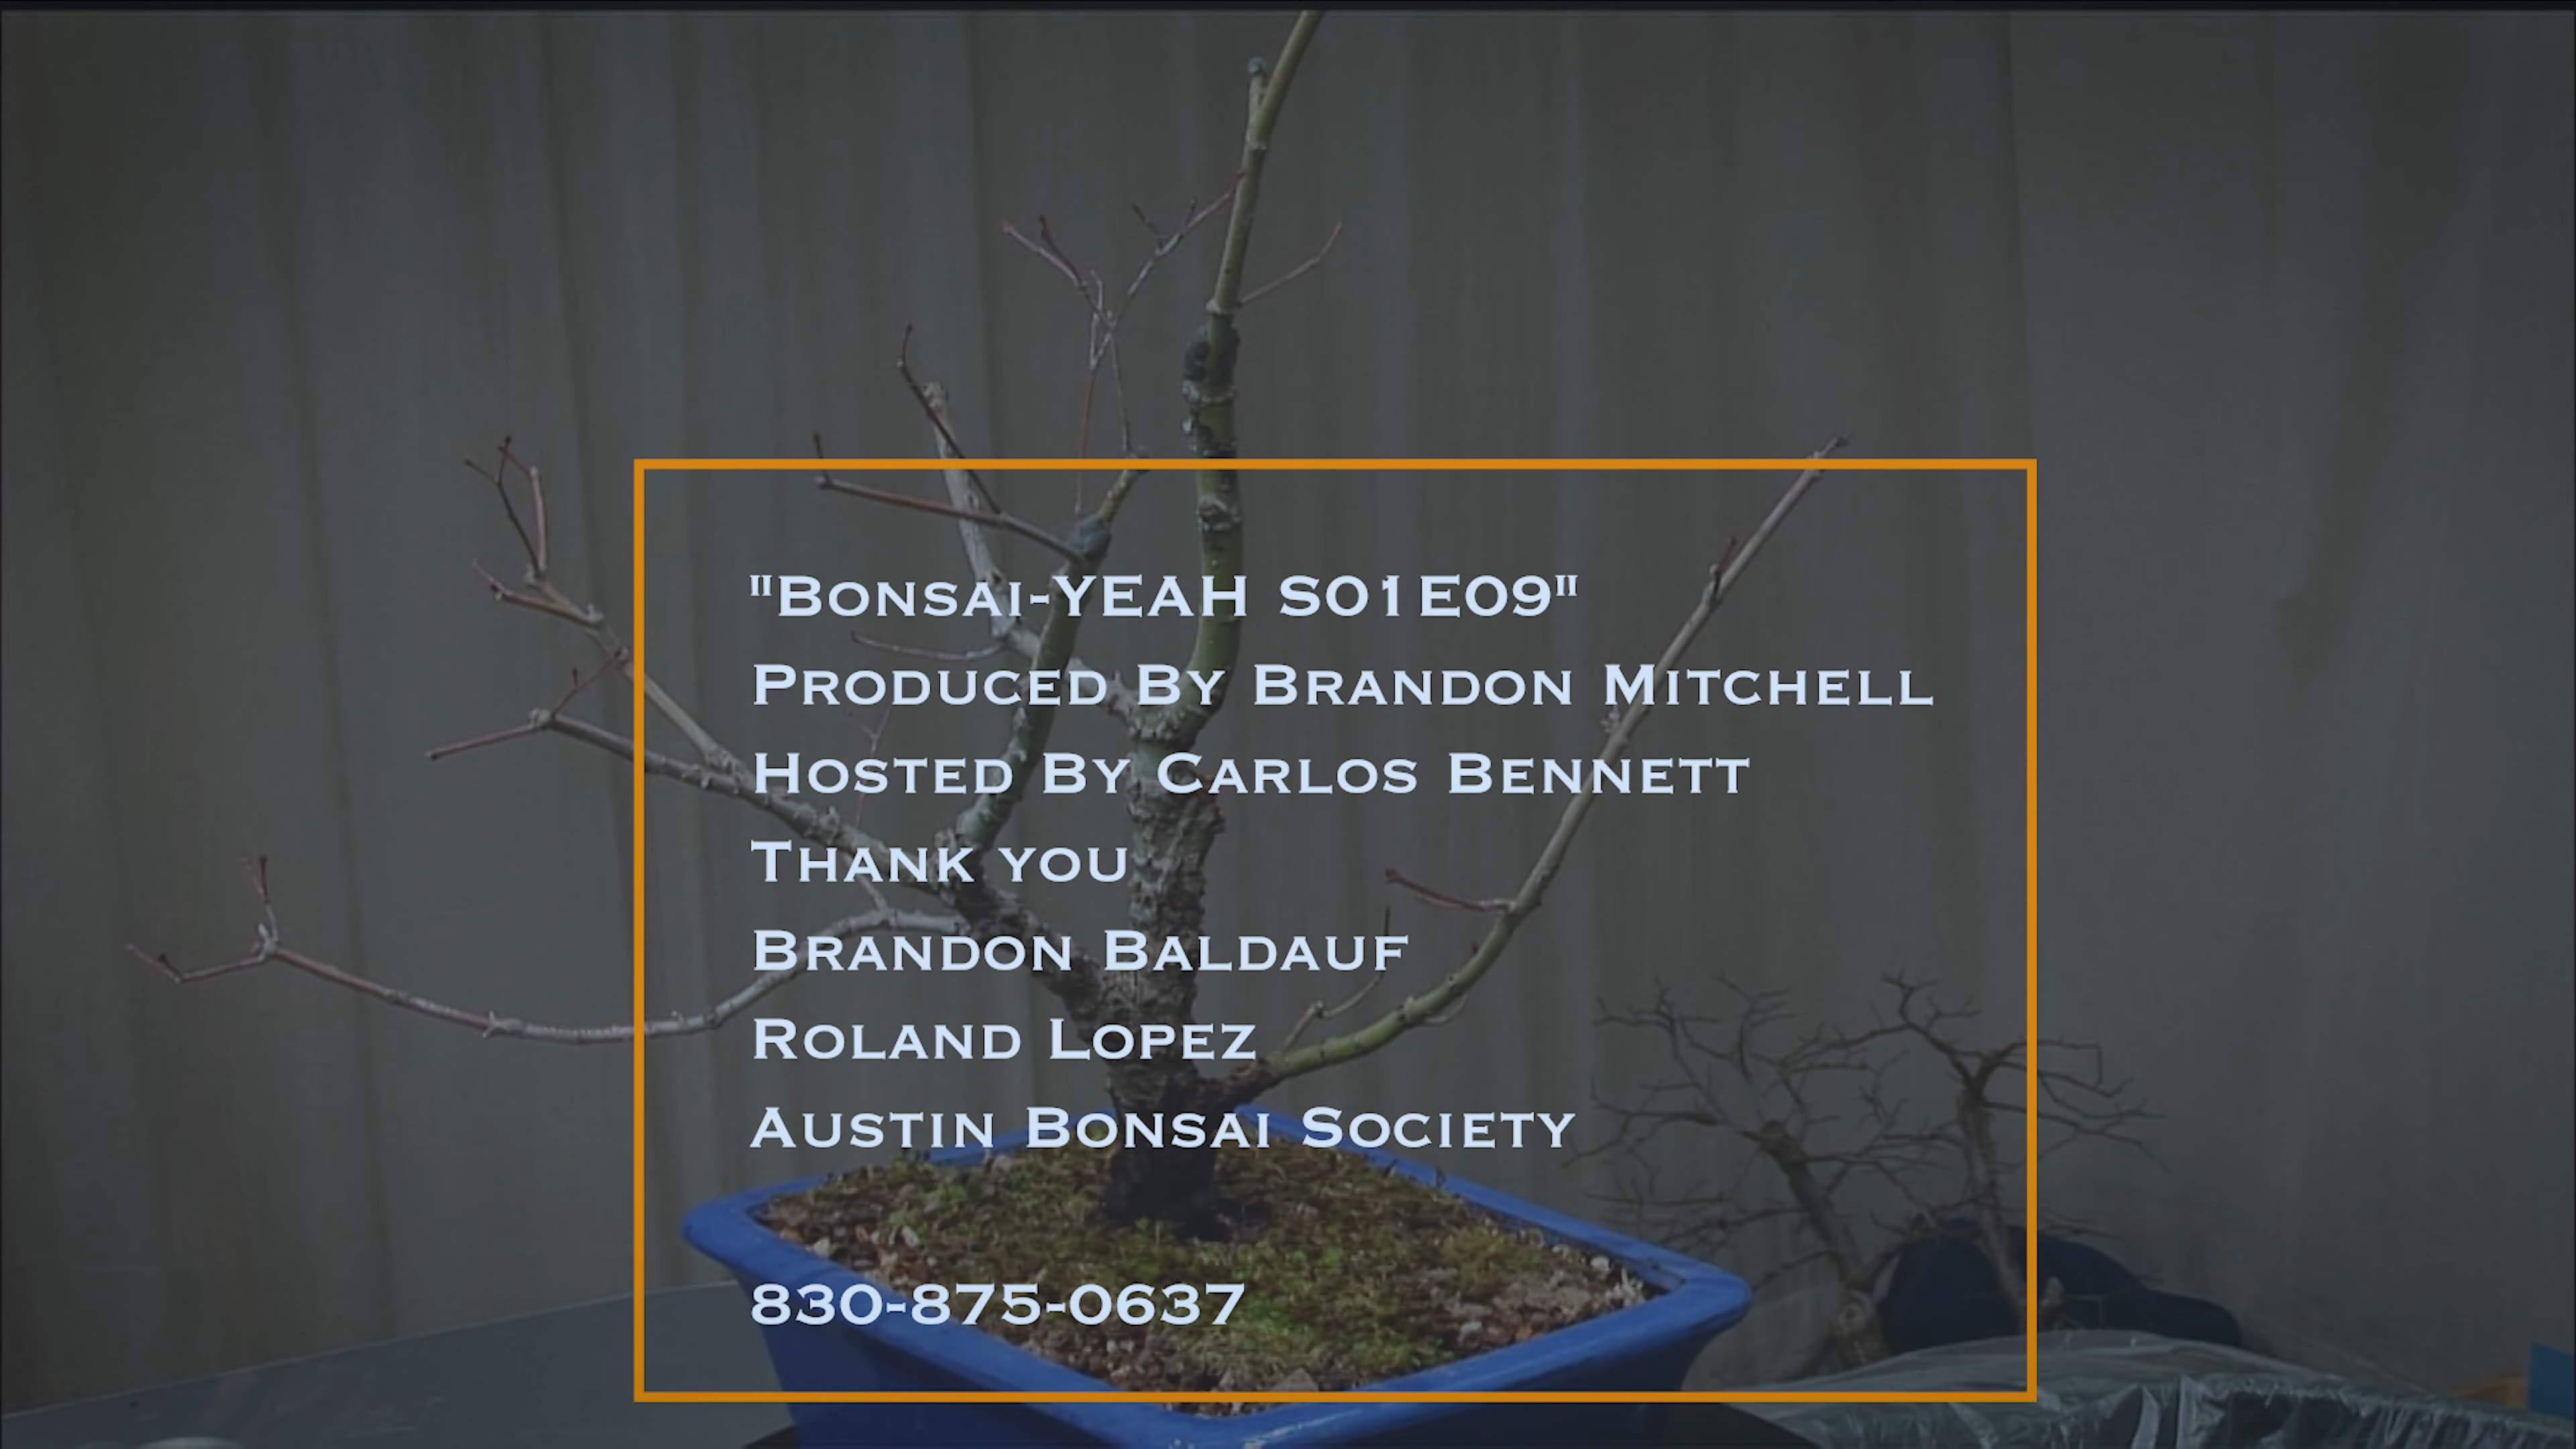 "Bonsai-YEAH S01E09"
Produced By Brandon Mitchell
Hosted By Carlos Bennett
Thank you
Brandon Baldauf
Roland Lopez
Austin Bonsai Society
830-875-0637